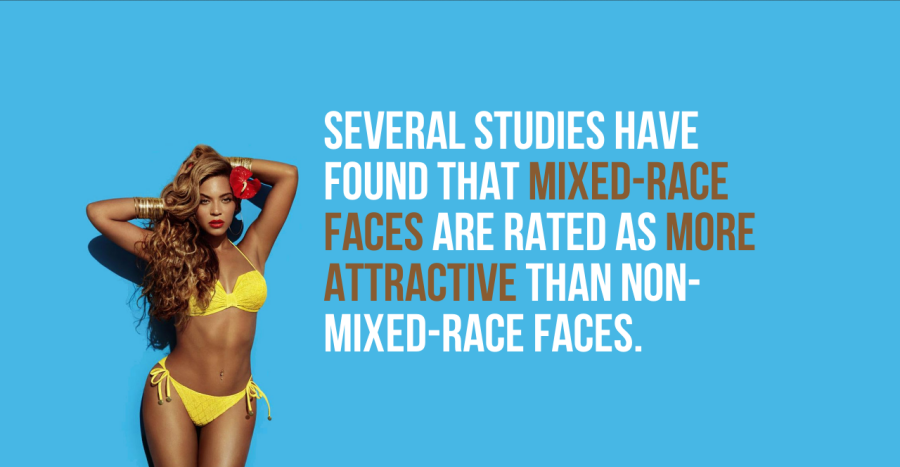 SEVERAL STUDIES HAVE
FOUND THAT MIXED-RACE
FACES ARE RATED AS MORE
ATTRACTIVE THAN NON-
MIXED-RACE FACES.